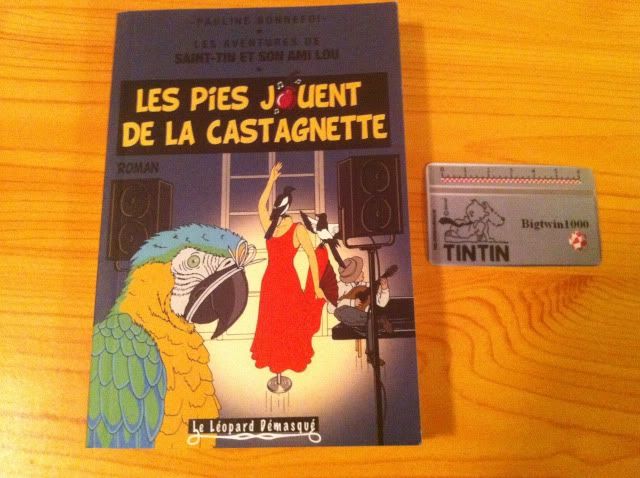 PAULINE BONNEFOI
LES AVENTURES DE
SAINT-TIN ET SON AMI LOU
LES PIES JOUENT
DE LA CASTAGNETTE
ROMAN
Le Léopard Démasqué
Bigtwin1000
TINTIN